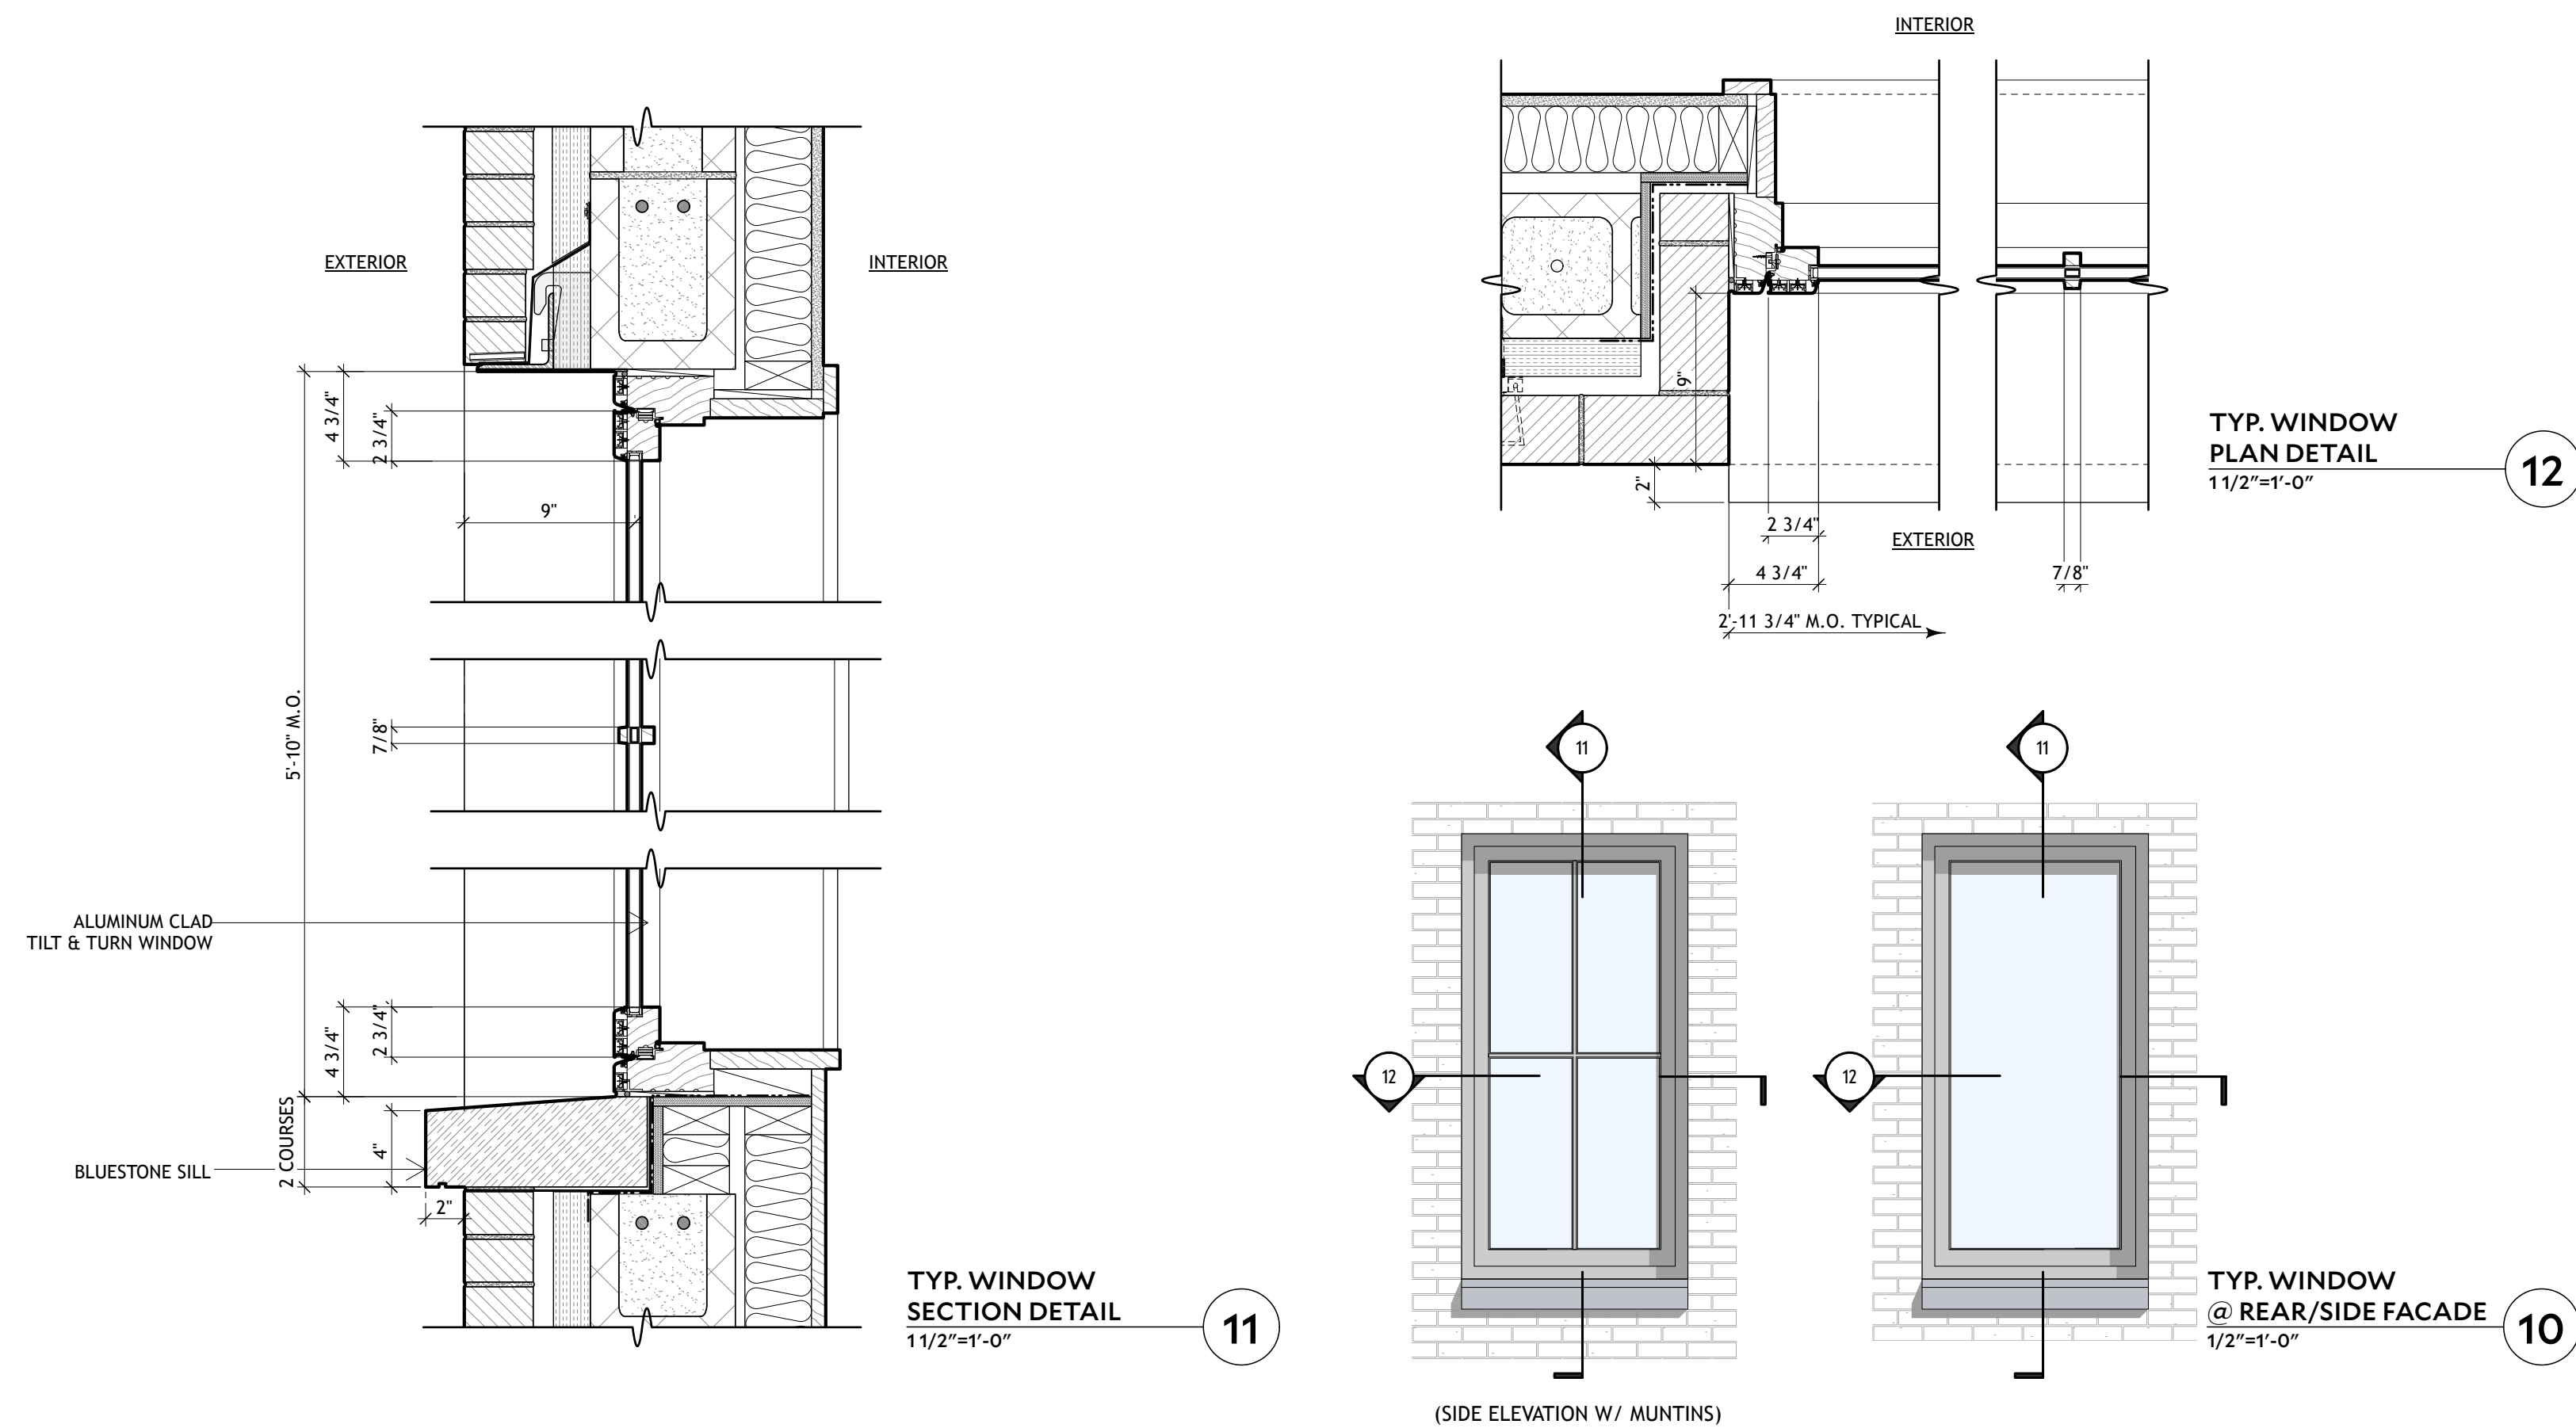 EXTERIOR
INTERIOR
4 3/4"
2 3/4"
9"
5'-10" M.O.
7/8"
ALUMINUM CLAD
TILT & TURN WINDOW
4 3/4"
2 3/4"
2 COURSES
4"
BLUESTONE SILL
2"
TYP. WINDOW
SECTION DETAIL
1 1/2"=1'-0"
11
INTERIOR
9"
2"
2 3/4"
EXTERIOR
4 3/4"
7/8"
2'-11 3/4" M.O. TYPICAL
TYP. WINDOW
PLAN DETAIL
1 1/2"=1'-0"
12
11
11
12
12
TYP. WINDOW
@ REAR/SIDE FACADE
1/2"=1'-0"
10
(SIDE ELEVATION W/ MUNTINS)